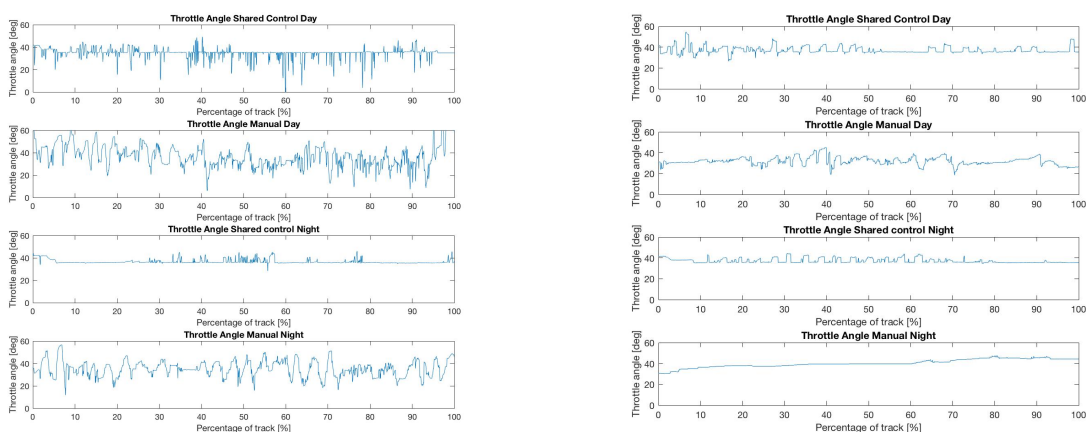 Throttle Angle Shared Control Day
Throttle angle [deg]
60
40
20
0
0 10 20 30 40 50 60 70 80 90 100
Percentage of track [%]
Throttle Angle Manual Day
Throttle angle [deg]
60
40
20
0
0 10 20 30 40 50 60 70 80 90 100
Percentage of track [%]
Throttle Angle Shared control Night
Throttle angle [deg]
60
40
20
0
0 10 20 30 40 50 60 70 80 90 100
Percentage of track [%]
Throttle Angle Manual Night
Throttle angle [deg]
60
40
20
0
0 10 20 30 40 50 60 70 80 90 100
Percentage of track [%]
Throttle Angle Shared Control Day
Throttle angle [deg]
60
40
20
0
0 10 20 30 40 50 60 70 80 90 100
Percentage of track [%]
Throttle Angle Manual Day
Throttle angle [deg]
60
40
20
0
0 10 20 30 40 50 60 70 80 90 100
Percentage of track [%]
Throttle Angle Shared control Night
Throttle angle [deg]
60
40
20
0
0 10 20 30 40 50 60 70 80 90 100
Percentage of track [%]
Throttle Angle Manual Night
Throttle angle [deg]
60
40
20
0
0 10 20 30 40 50 60 70 80 90 100
Percentage of track [%]